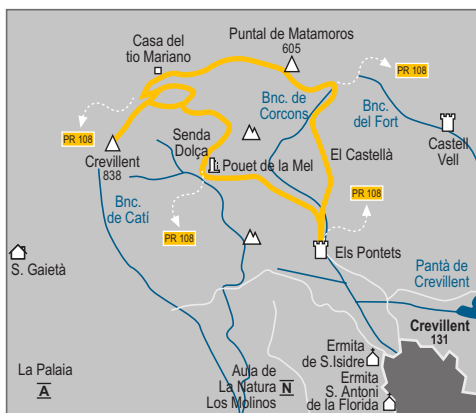 Casa del
tio Mariano
Puntal de Matamoros
605
PR 108
PR 108
Bnc. de
Corcons
Bnc.
del Fort
PR 108
Crevillent
838
Senda
Dolça
Castell
Vell
Pouet de la Mel
El Castellà
Bnc.
de Catí
PR 108
PR 108
Els Pontets
S. Gaietà
Pantà de
Crevillent
Crevillent
131
Ermita
de S.Isidre
La Palaia
A
Aula de
La Natura
Los Molinos
N
Ermita
S. Antoni
de la Florida